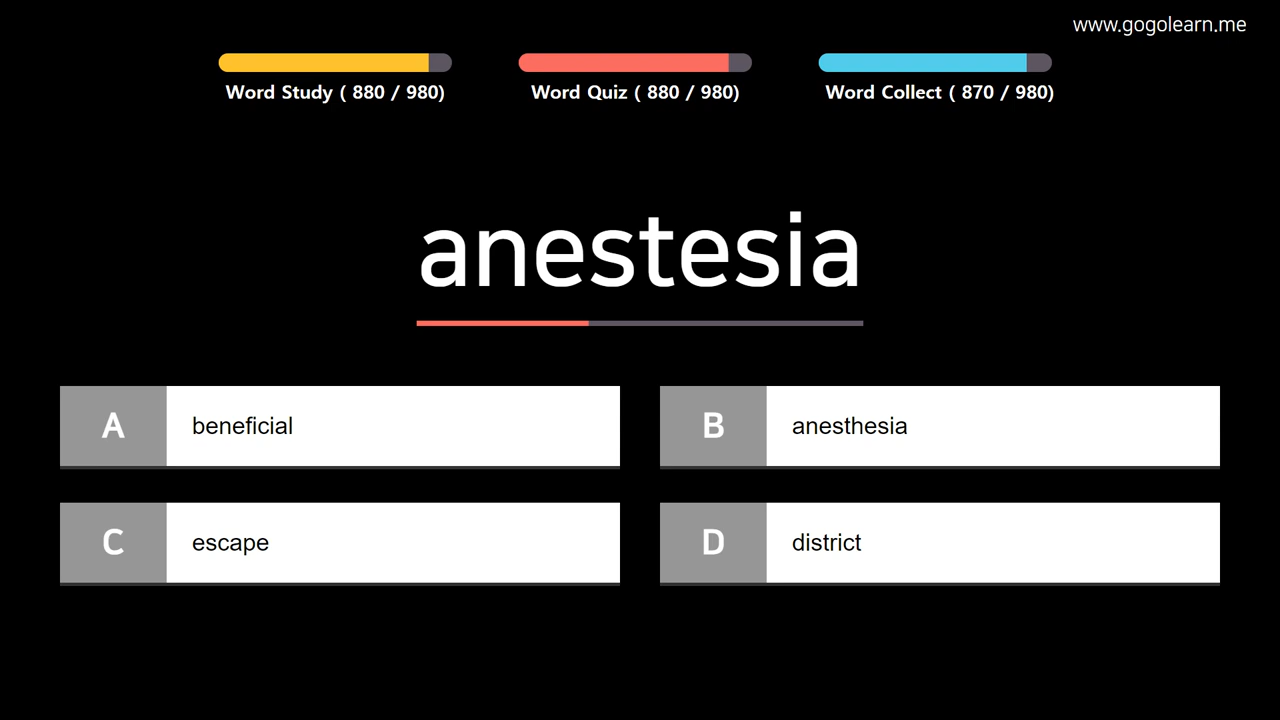 www.gogolearn.me
Word Study ( 880 / 980)
Word Quiz ( 880 / 980)
Word Collect ( 870 / 980)
anestesia
A beneficial
B anesthesia
C escape
D district